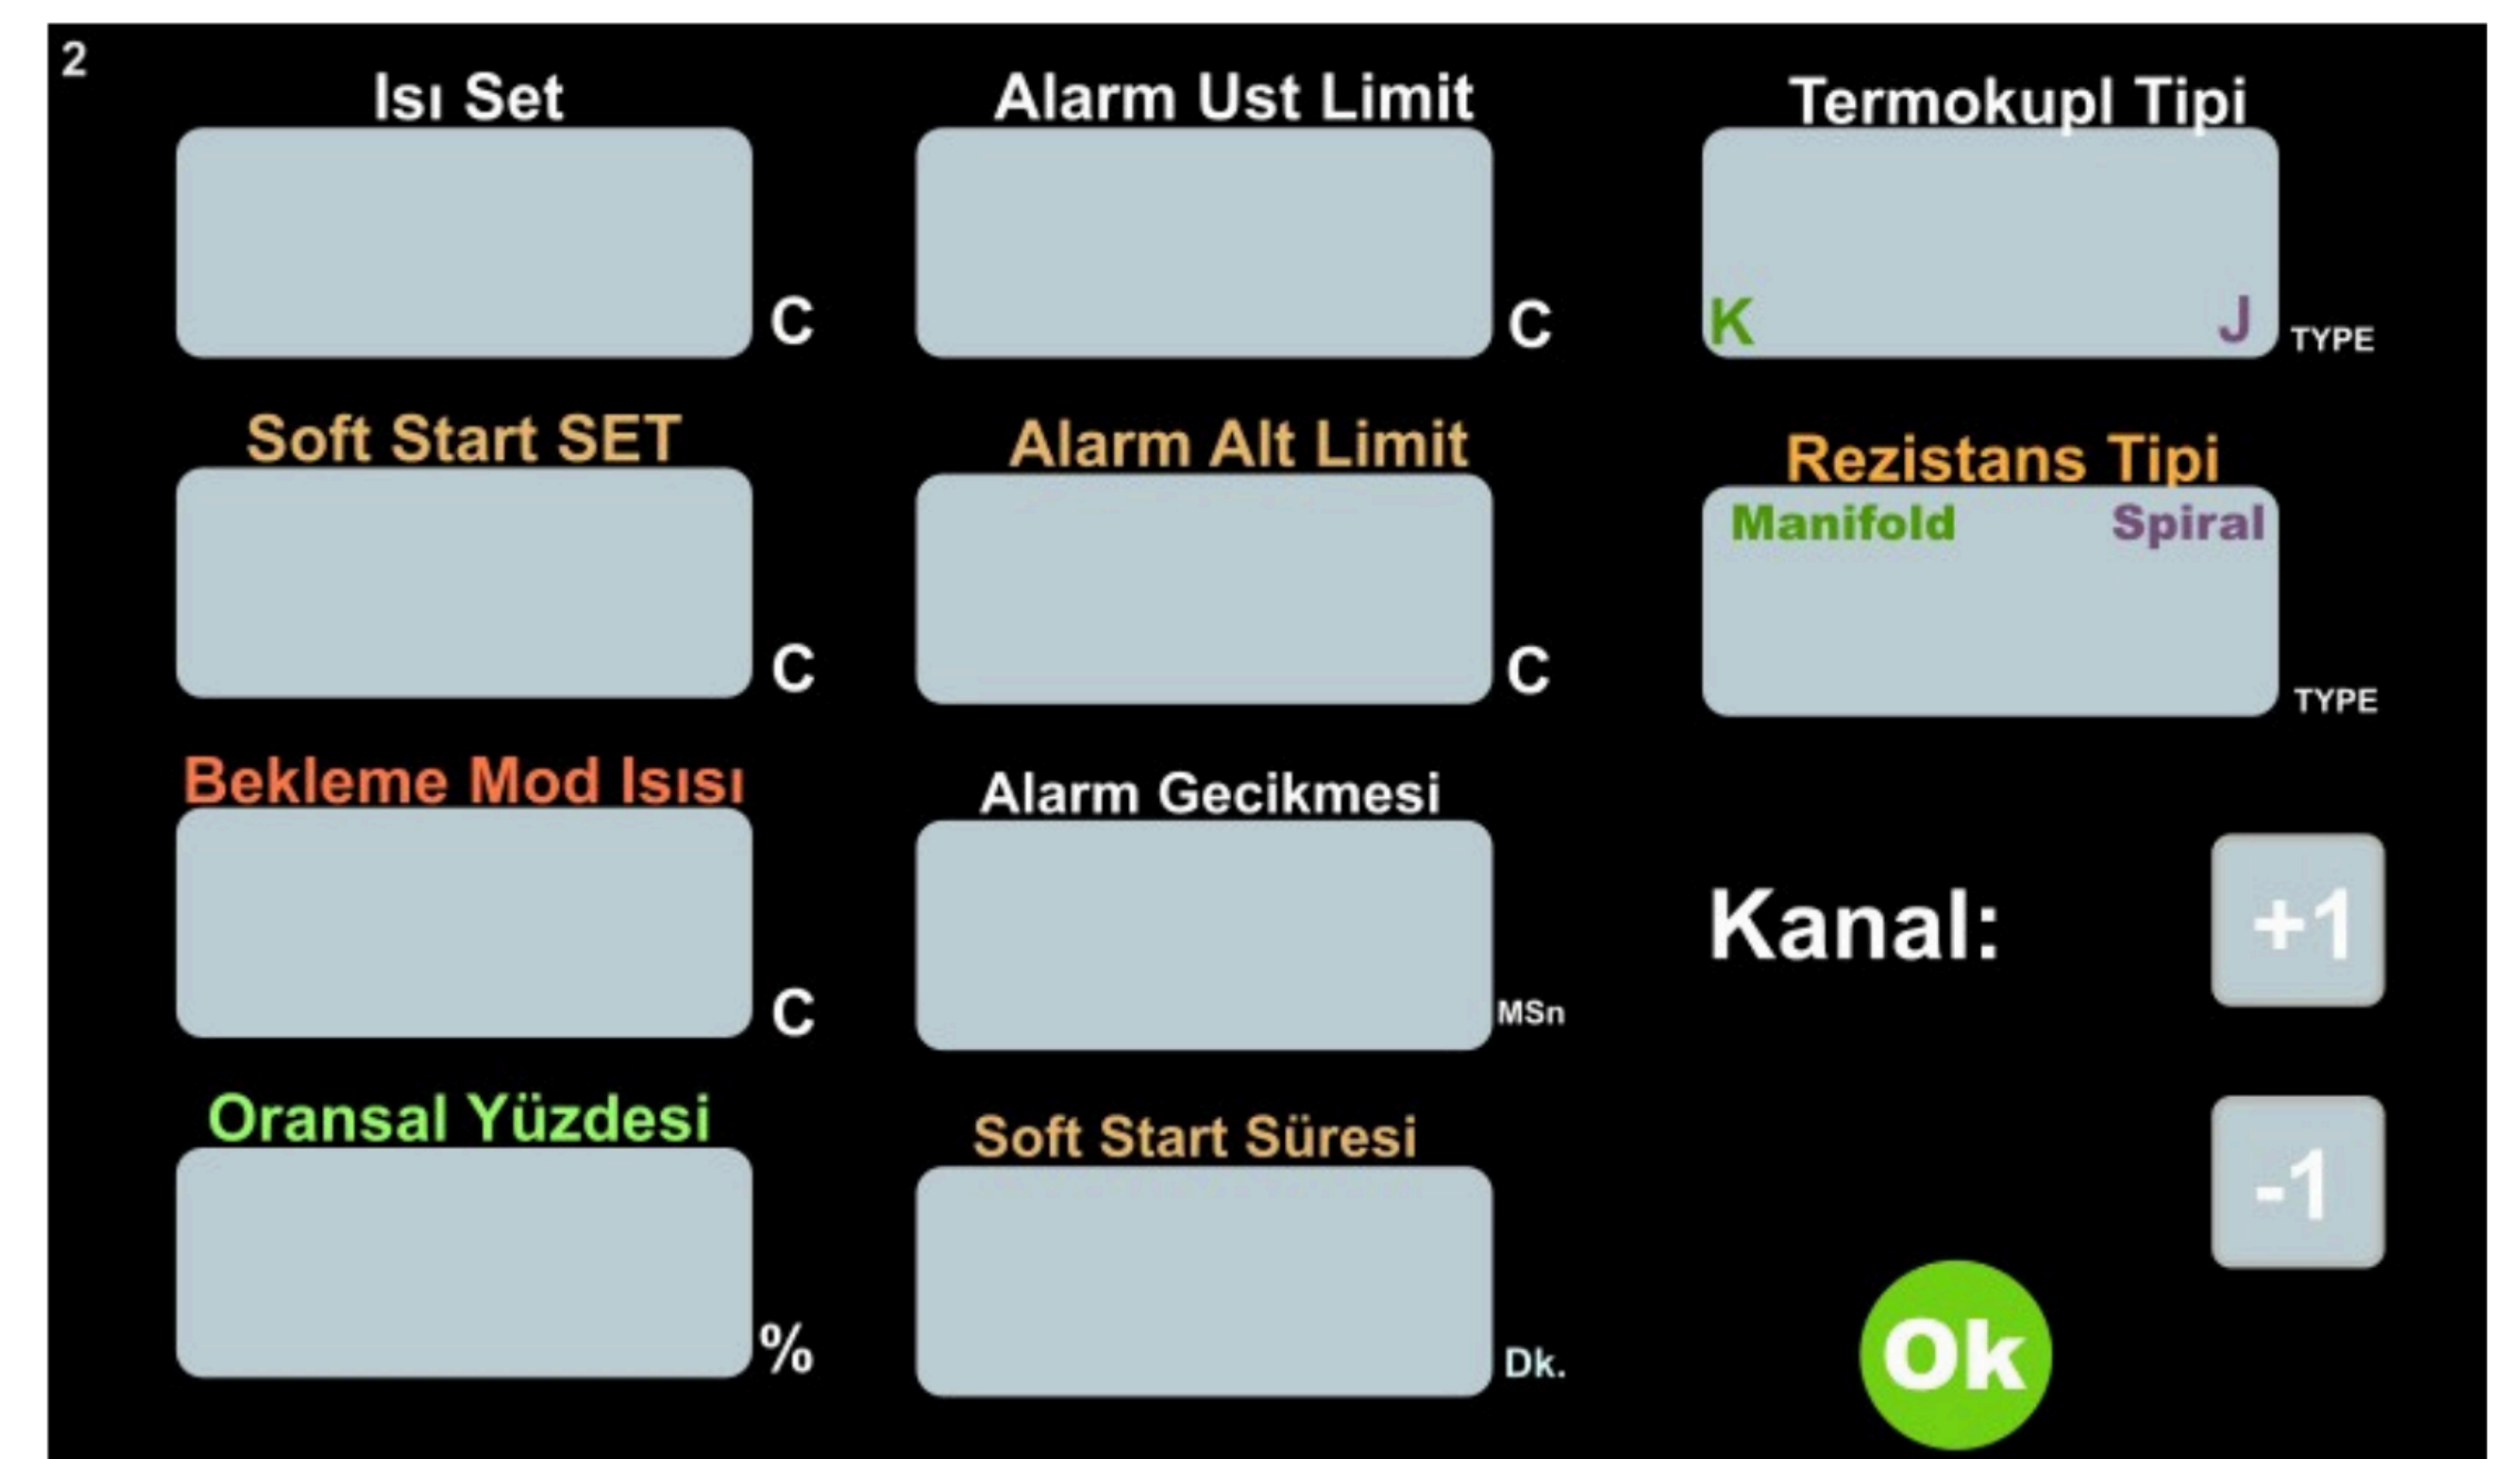 2
Isı Set
Alarm Ust Limit
Termokupl Tipi
C
C
K
J
TYPE
Soft Start SET
Alarm Alt Limit
Rezistans Tipi
Manifold
Spiral
C
C
TYPE
Bekleme Mod Isısı
Alarm Gecikmesi
Kanal:
+1
C
MSn
Oransal Yüzdesi
Soft Start Süresi
-1
%
Dk.
Ok